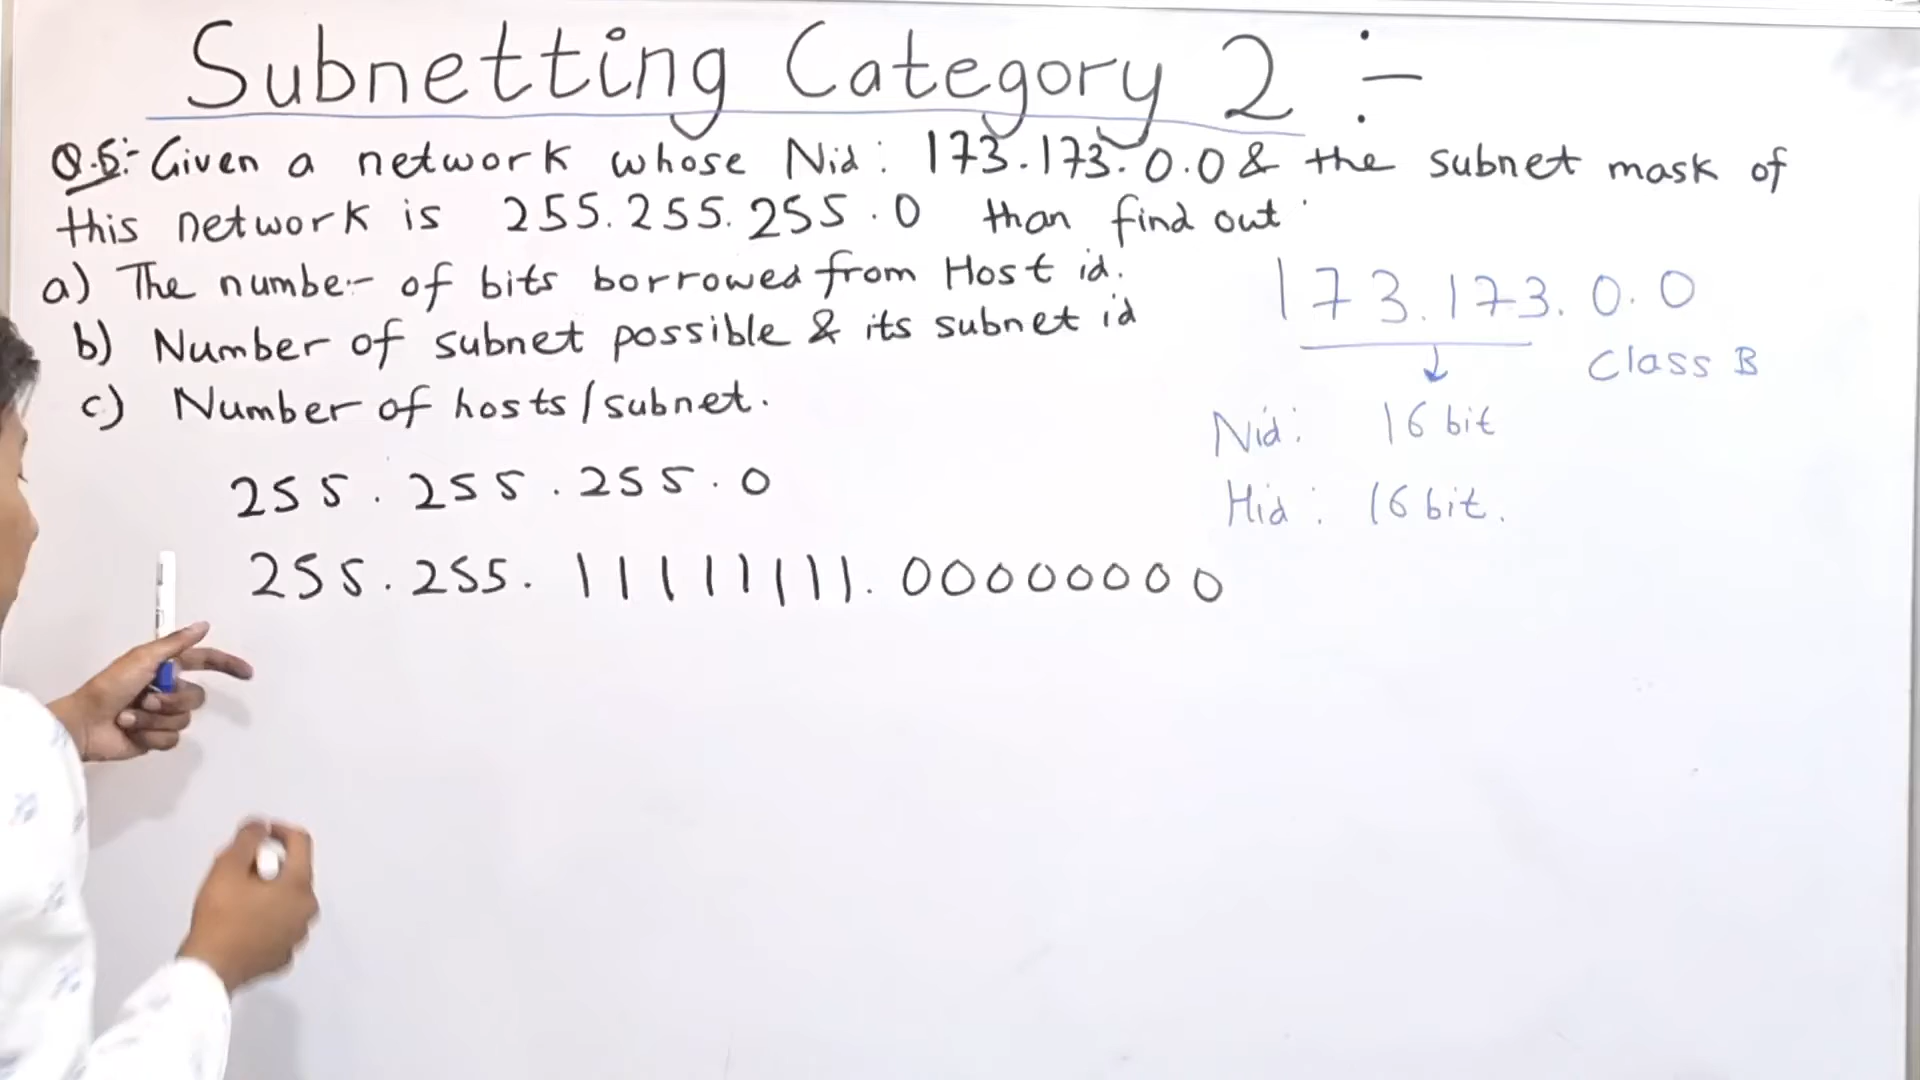 Subnetting Category 2 :-
Q.5:- Given a network whose Nid: 173.173.0.0 & the subnet mask of
this network is 255.255.255.0 than find out
a) The number of bits borrowed from Host id.
b) Number of subnet possible & its subnet id
c) Number of hosts/subnet.
255.255.255.0
255.255.11111111.00000000
173.173.0.0
Class B
Nid: 16 bit
Hid: 16 bit.